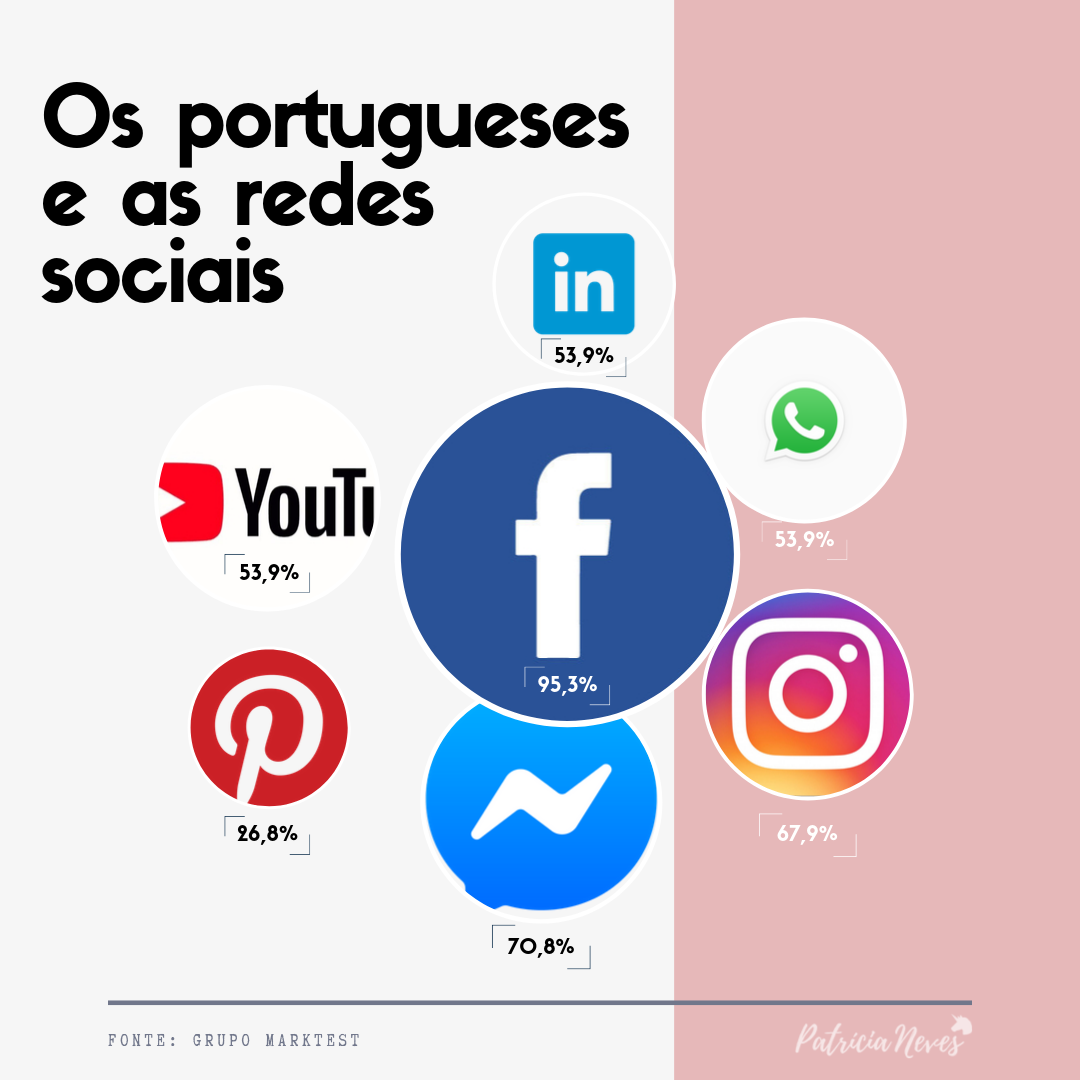 Os portugueses
e as redes
sociais
in
53,9%
53,9%
YouTu
53,9%
f
95,3%
26,8%
67,9%
70,8%
FONTE: GRUPO MARKTEST
Patricia Neves